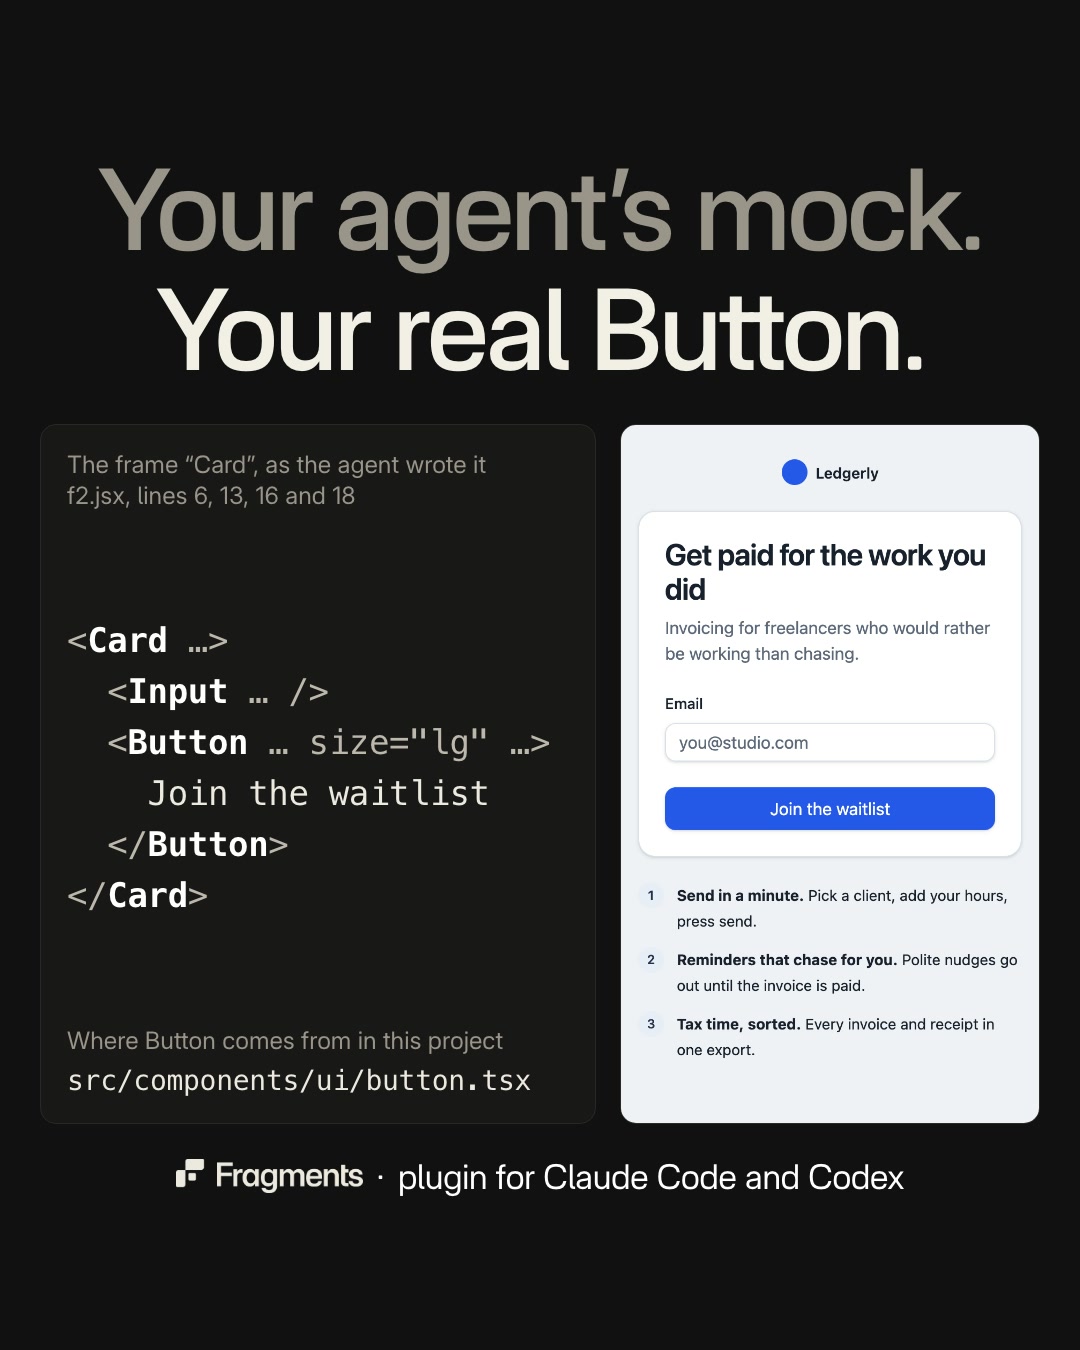 Your agent’s mock.
Your real Button.
The frame “Card”, as the agent wrote it
f2.jsx, lines 6, 13, 16 and 18
<Card …>
<Input … />
<Button … size="lg" …>
Join the waitlist
</Button>
</Card>
Where Button comes from in this project
src/components/ui/button.tsx
Ledgerly
Get paid for the work you
did
Invoicing for freelancers who would rather
be working than chasing.
Email
you@studio.com
Join the waitlist
1 Send in a minute. Pick a client, add your hours,
press send.
2 Reminders that chase for you. Polite nudges go
out until the invoice is paid.
3 Tax time, sorted. Every invoice and receipt in
one export.
Fragments · plugin for Claude Code and Codex